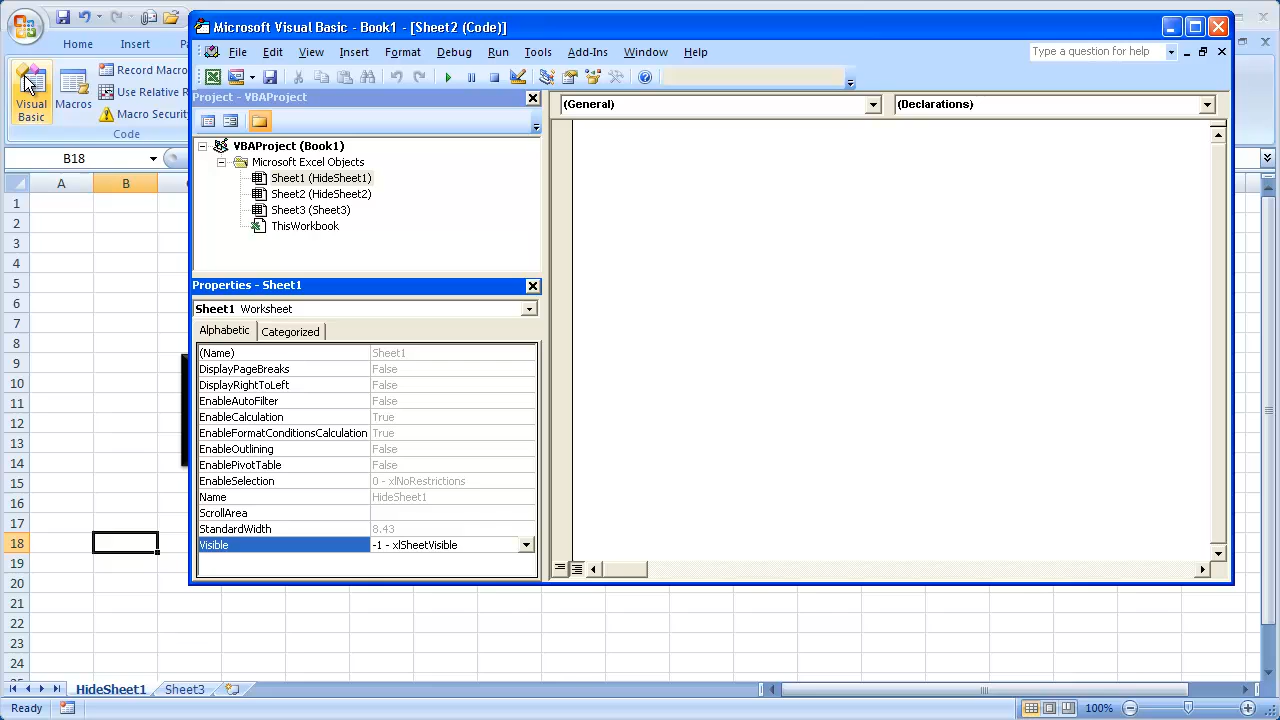 Microsoft Visual Basic - Book1 - [Sheet2 (Code)]
Home Insert
File Edit View Insert Format Debug Run Tools Add-Ins Window Help
Type a question for help
Visual Basic
Macros
Record Macro
Use Relative R
Macro Security
Code
B18
Project - VBAProject
VBAProject (Book1)
Microsoft Excel Objects
Sheet1 (HideSheet1)
Sheet2 (HideSheet2)
Sheet3 (Sheet3)
ThisWorkbook
(General)
(Declarations)
A B
1
2
3
4
5
6
7
8
9
10
11
12
13
14
15
16
17
18
19
20
21
22
23
24
Properties - Sheet1
Sheet1 Worksheet
Alphabetic Categorized
(Name) Sheet1
DisplayPageBreaks False
DisplayRightToLeft False
EnableAutoFilter False
EnableCalculation True
EnableFormatConditionsCalculation True
EnableOutlining False
EnablePivotTable False
EnableSelection 0 - xlNoRestrictions
Name HideSheet1
ScrollArea
StandardWidth 8.43
Visible -1 - xlSheetVisible
HideSheet1 Sheet3
Ready
100%